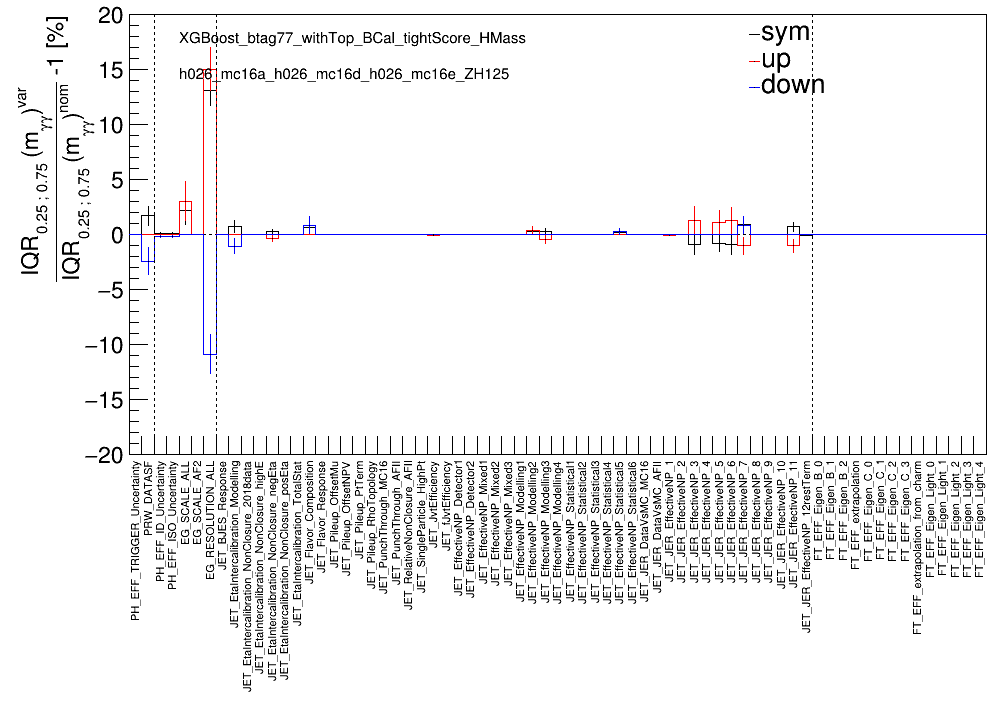 XGBoost_btag77_withTop_BCal_tightScore_HMass
h026_mc16a_h026_mc16d_h026_mc16e_ZH125
sym
up
down
IQR0.25 ; 0.75 (mγγ)var
IQR0.25 ; 0.75 (mγγ)nom
-1 [%]
20
15
10
5
0
−5
−10
−15
−20
PH_EFF_TRIGGER_Uncertainty
PRW_DATASF
PH_EFF_ID_Uncertainty
PH_EFF_ISO_Uncertainty
EG_SCALE_ALL
EG_SCALE_AF2
EG_RESOLUTION_ALL
JET_BJES_Response
JET_EtaIntercalibration_Modelling
JET_EtaIntercalibration_NonClosure_2018data
JET_EtaIntercalibration_NonClosure_highE
JET_EtaIntercalibration_NonClosure_negEta
JET_EtaIntercalibration_NonClosure_posEta
JET_EtaIntercalibration_TotalStat
JET_Flavor_Composition
JET_Flavor_Response
JET_Pileup_OffsetMu
JET_Pileup_OffsetNPV
JET_Pileup_PtTerm
JET_Pileup_RhoTopology
JET_PunchThrough_MC16
JET_PunchThrough_AFII
JET_RelativeNonClosure_AFII
JET_SingleParticle_HighPt
JET_JvtEfficiency
JET_fJvtEfficiency
JET_EffectiveNP_Detector1
JET_EffectiveNP_Detector2
JET_EffectiveNP_Mixed1
JET_EffectiveNP_Mixed2
JET_EffectiveNP_Mixed3
JET_EffectiveNP_Modelling1
JET_EffectiveNP_Modelling2
JET_EffectiveNP_Modelling3
JET_EffectiveNP_Modelling4
JET_EffectiveNP_Statistical1
JET_EffectiveNP_Statistical2
JET_EffectiveNP_Statistical3
JET_EffectiveNP_Statistical4
JET_EffectiveNP_Statistical5
JET_EffectiveNP_Statistical6
JET_JER_DataVsMC_MC16
JET_JER_DataVsMC_AFII
JET_JER_EffectiveNP_1
JET_JER_EffectiveNP_2
JET_JER_EffectiveNP_3
JET_JER_EffectiveNP_4
JET_JER_EffectiveNP_5
JET_JER_EffectiveNP_6
JET_JER_EffectiveNP_7
JET_JER_EffectiveNP_8
JET_JER_EffectiveNP_9
JET_JER_EffectiveNP_10
JET_JER_EffectiveNP_11
JET_JER_EffectiveNP_12restTerm
FT_EFF_Eigen_B_0
FT_EFF_Eigen_B_1
FT_EFF_Eigen_B_2
FT_EFF_extrapolation
FT_EFF_Eigen_C_0
FT_EFF_Eigen_C_1
FT_EFF_Eigen_C_2
FT_EFF_Eigen_C_3
FT_EFF_extrapolation_from_charm
FT_EFF_Eigen_Light_0
FT_EFF_Eigen_Light_1
FT_EFF_Eigen_Light_2
FT_EFF_Eigen_Light_3
FT_EFF_Eigen_Light_4